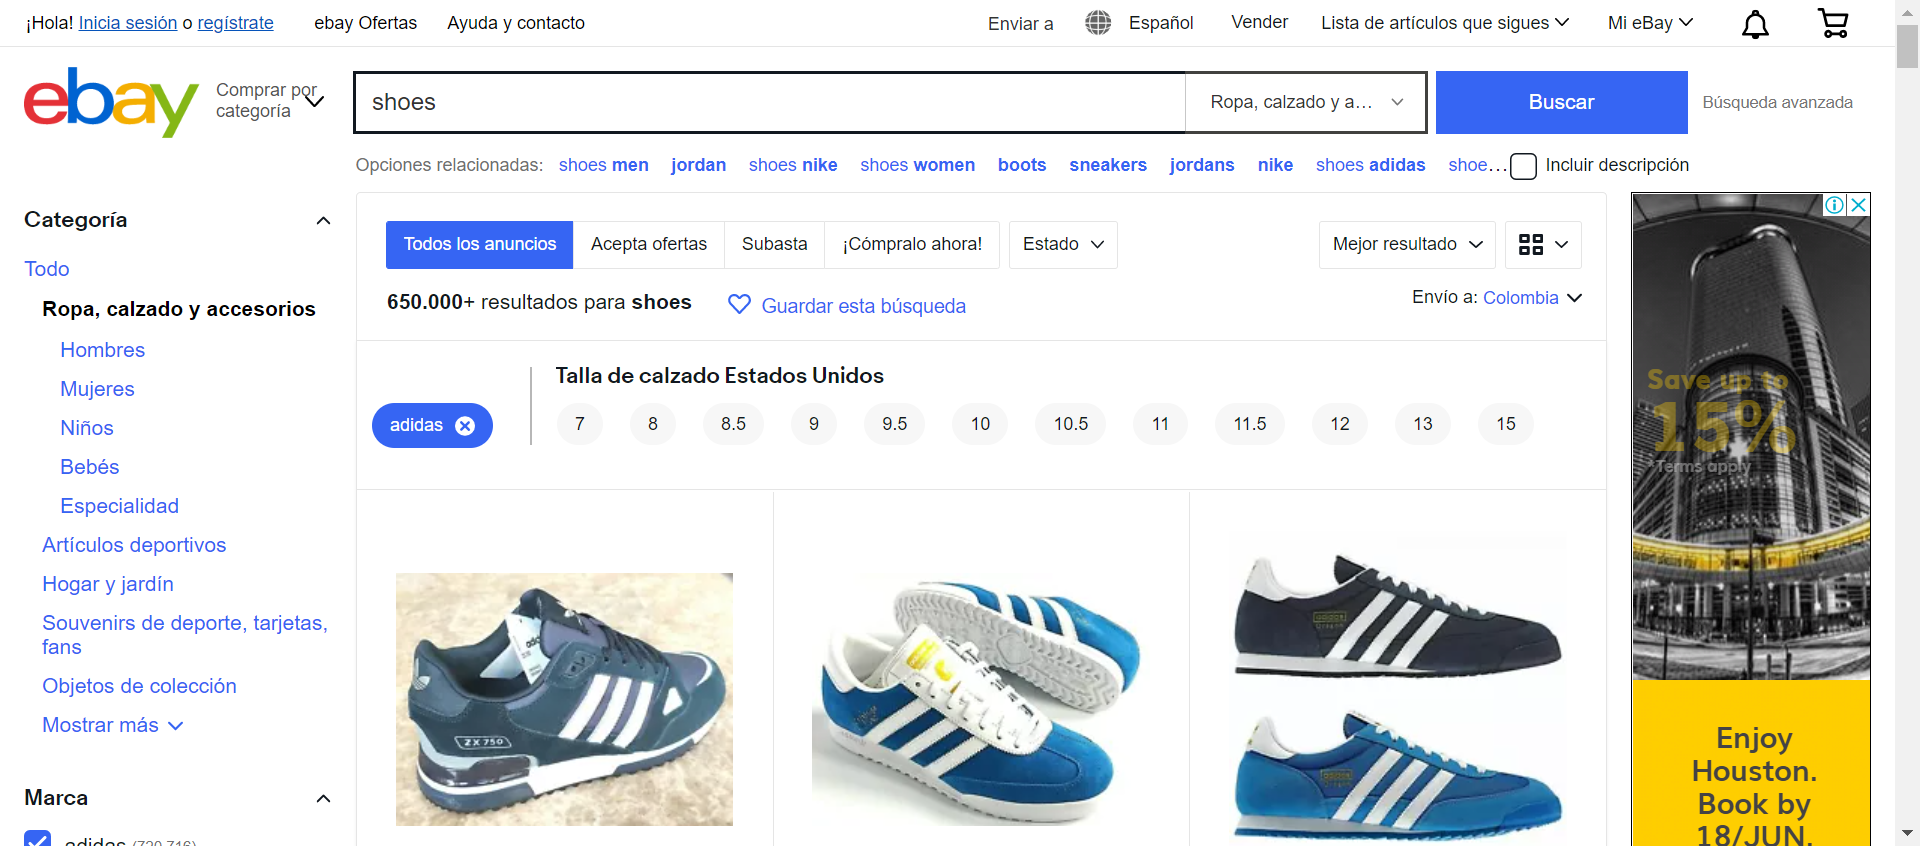 ¡Hola! Inicia sesión o regístrate
ebay Ofertas
Ayuda y contacto
Enviar a
Español
Vender
Lista de artículos que sigues
Mi eBay
ebay
Comprar por
categoría
shoes
Ropa, calzado y a...
Buscar
Búsqueda avanzada
Opciones relacionadas: shoes men jordan shoes nike shoes women boots sneakers jordans nike shoes adidas shoe...
Incluir descripción
Categoría
Todo
Ropa, calzado y accesorios
Hombres
Mujeres
Niños
Bebés
Especialidad
Artículos deportivos
Hogar y jardín
Souvenirs de deporte, tarjetas,
fans
Objetos de colección
Mostrar más
Marca
adidas (720.716)
Todos los anuncios
Acepta ofertas
Subasta
¡Cómpralo ahora!
Estado
Mejor resultado
650.000+ resultados para shoes
Guardar esta búsqueda
Envío a: Colombia
adidas
Talla de calzado Estados Unidos
7 8 8.5 9 9.5 10 10.5 11 11.5 12 13 15
ZX 750
Save up to
15%
*Terms apply
Enjoy
Houston.
Book by
18/JUN.